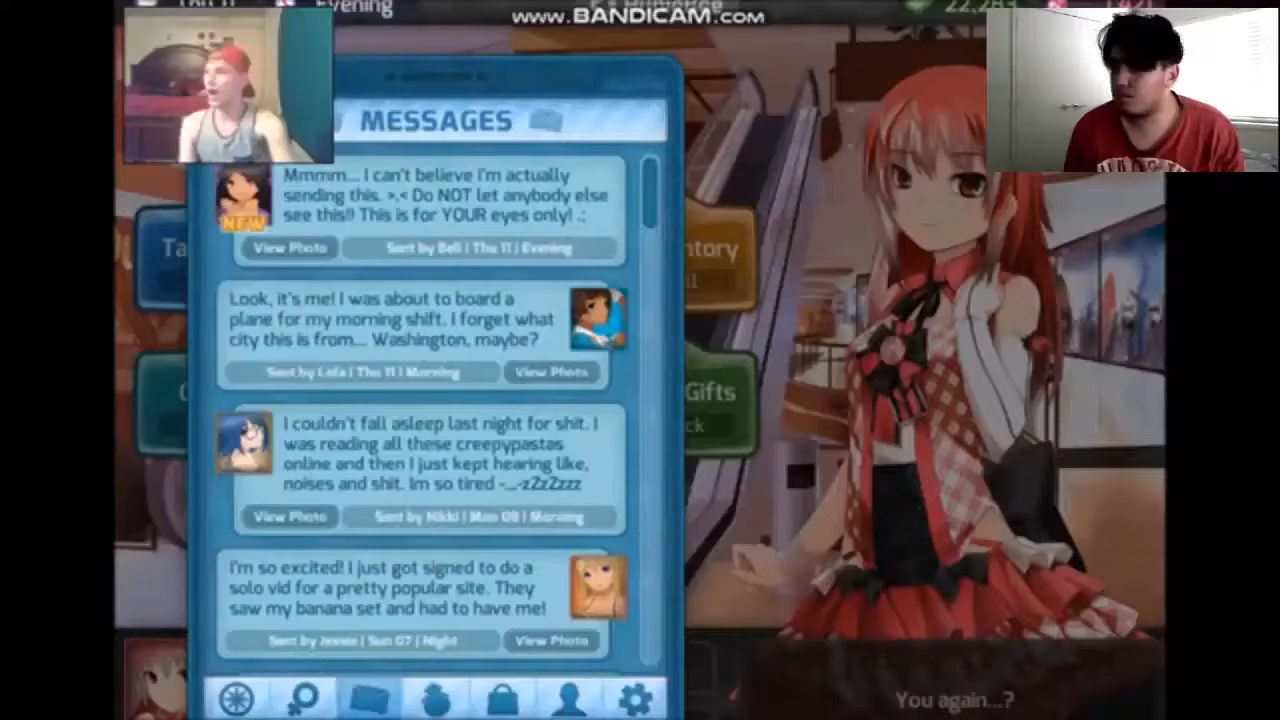 Evening
www.BANDICAM.com
22,283
MESSAGES
Mmmm... I can't believe I'm actually
sending this. >.< Do NOT let anybody else
see this!! This is for YOUR eyes only! .;
NEW
View Photo
Sent by Beli | Thu 11 | Evening
Look, it's me! I was about to board a
plane for my morning shift. I forget what
city this is from... Washington, maybe?
Sent by Lola | Thu 11 | Morning
View Photo
I couldn't fall asleep last night for shit. I
was reading all these creepypastas
online and then I just kept hearing like,
noises and shit. Im so tired -...-zZzZzzz
View Photo
Sent by Nikki | Mon 08 | Morning
I'm so excited! I just got signed to do a
solo vid for a pretty popular site. They
saw my banana set and had to have me!
Sent by Jessie | Sun 07 | Night
View Photo
Ta
ntory
ll
Gifts
ck
You again...?